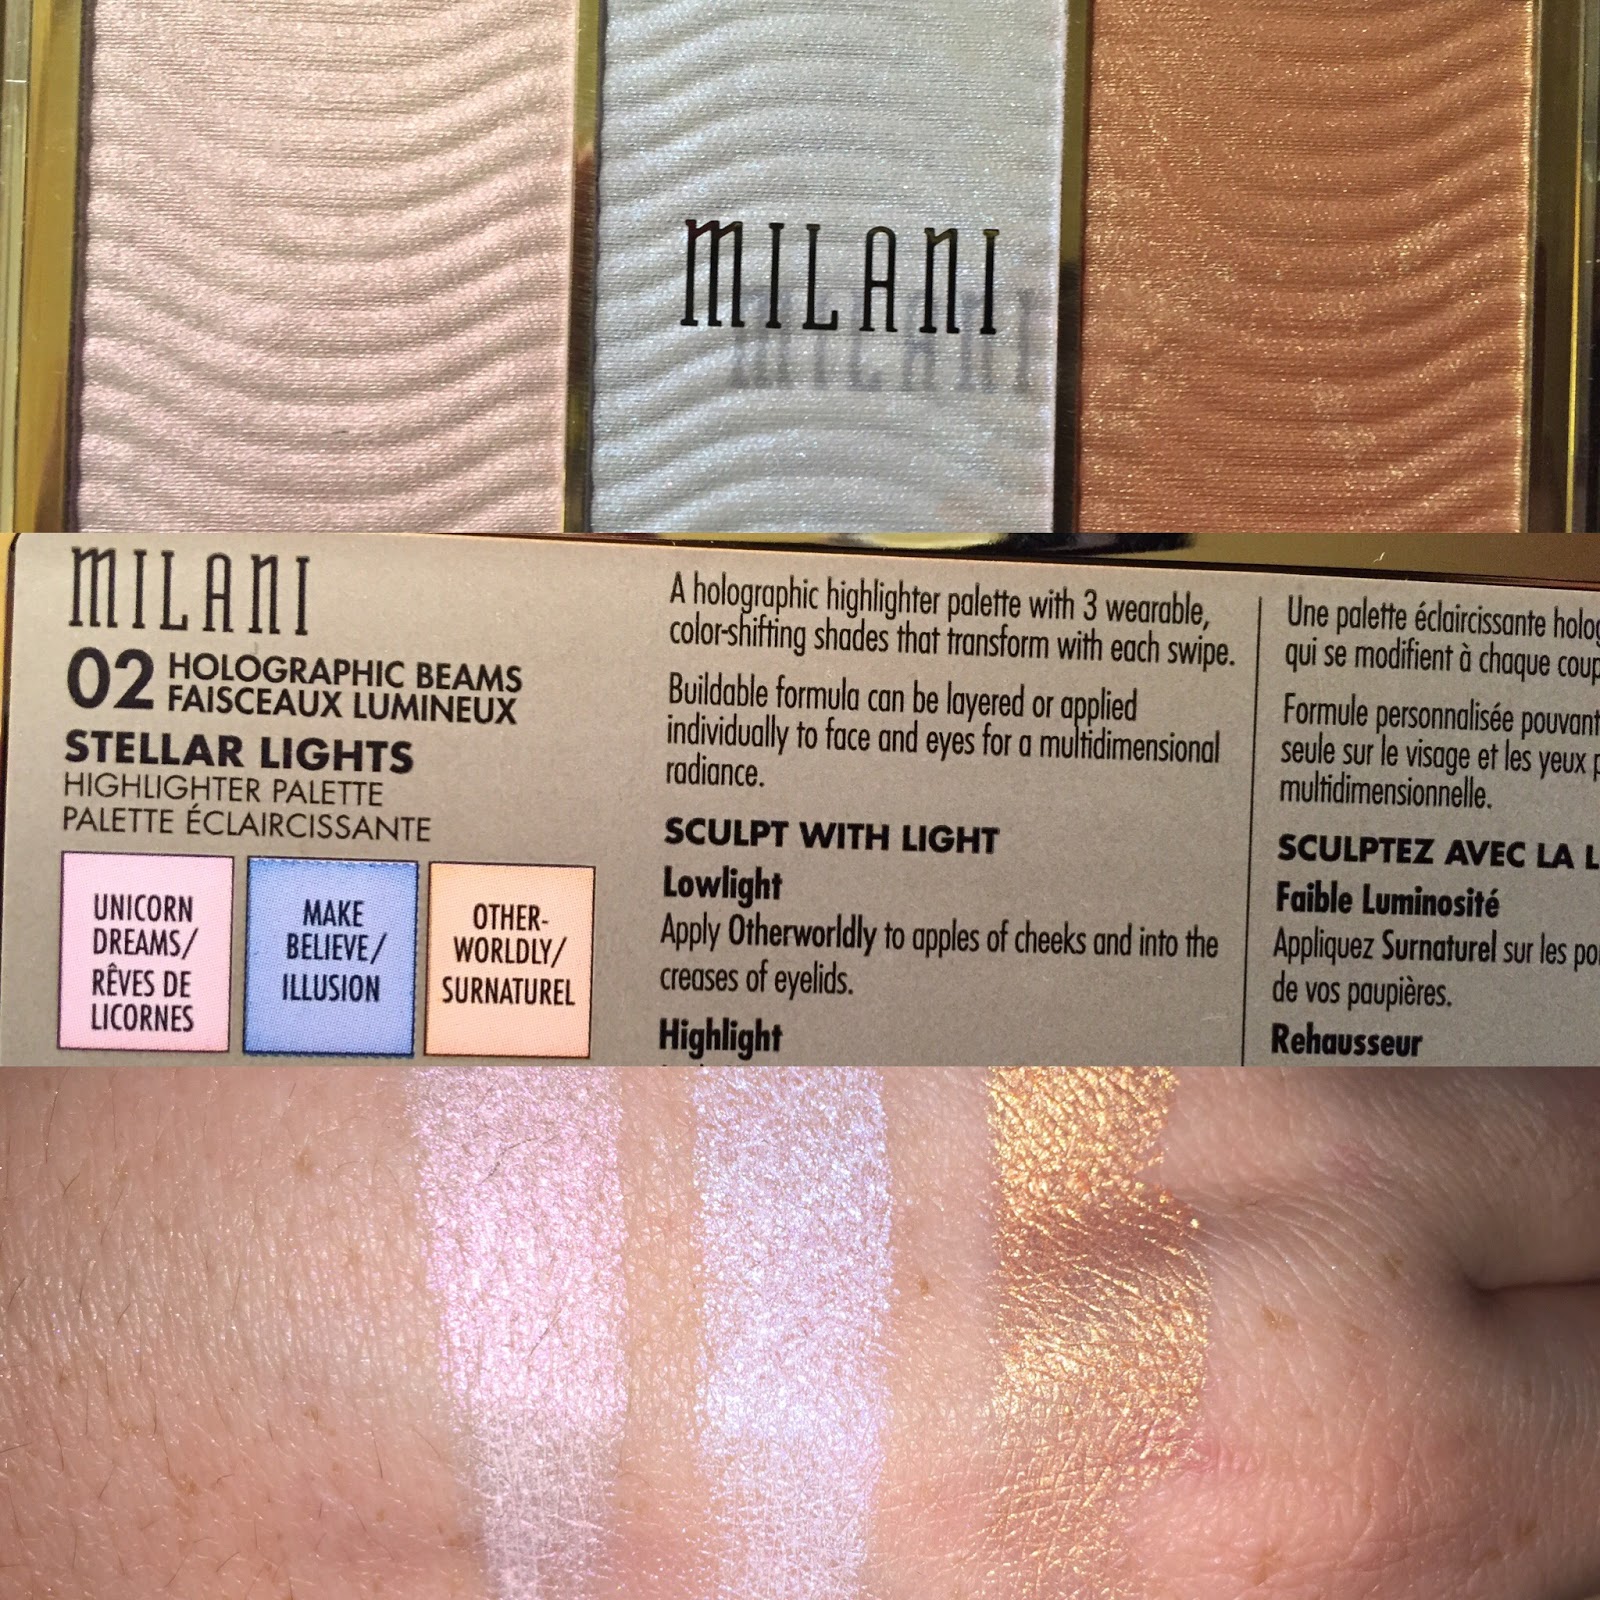 MILANI
MILANI
02 HOLOGRAPHIC BEAMS
FAISCEAUX LUMINEUX
STELLAR LIGHTS
HIGHLIGHTER PALETTE
PALETTE ÉCLAIRCISSANTE
UNICORN
DREAMS/
RÊVES DE
LICORNES
MAKE
BELIEVE/
ILLUSION
OTHER-
WORLDLY/
SURNATUREL
A holographic highlighter palette with 3 wearable,
color-shifting shades that transform with each swipe.
Buildable formula can be layered or applied
individually to face and eyes for a multidimensional
radiance.
SCULPT WITH LIGHT
Lowlight
Apply Otherworldly to apples of cheeks and into the
creases of eyelids.
Highlight
Une palette éclaircissante
qui se modifient à chaque
Formule personnalisée pouvant
seule sur le visage et les yeux
multidimensionnelle.
SCULPTEZ AVEC LA
Faible Luminosité
Appliquez Surnaturel sur les
de vos paupières.
Rehausseur